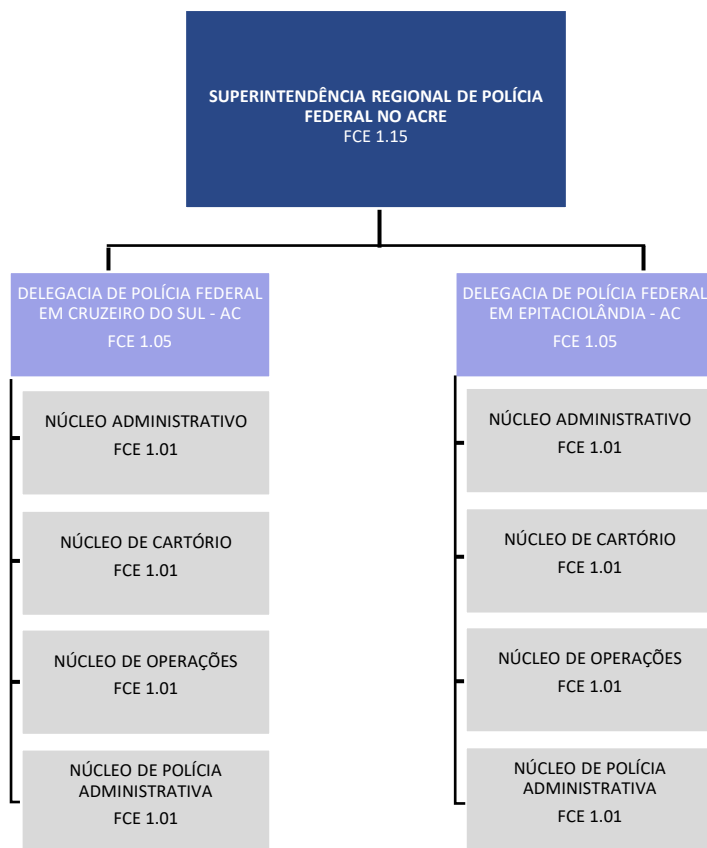 SUPERINTENDÊNCIA REGIONAL DE POLÍCIA
FEDERAL NO ACRE
FCE 1.15
DELEGACIA DE POLÍCIA FEDERAL
EM CRUZEIRO DO SUL - AC
FCE 1.05
NÚCLEO ADMINISTRATIVO
FCE 1.01
NÚCLEO DE CARTÓRIO
FCE 1.01
NÚCLEO DE OPERAÇÕES
FCE 1.01
NÚCLEO DE POLÍCIA
ADMINISTRATIVA
FCE 1.01
DELEGACIA DE POLÍCIA FEDERAL
EM EPITACIOLÂNDIA - AC
FCE 1.05
NÚCLEO ADMINISTRATIVO
FCE 1.01
NÚCLEO DE CARTÓRIO
FCE 1.01
NÚCLEO DE OPERAÇÕES
FCE 1.01
NÚCLEO DE POLÍCIA
ADMINISTRATIVA
FCE 1.01